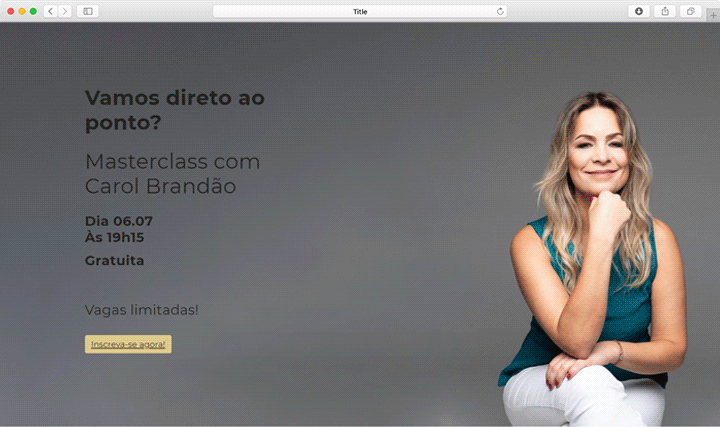 Title
Vamos direto ao
ponto?
Masterclass com
Carol Brandão
Dia 06.07
Às 19h15
Gratuita
Vagas limitadas!
Inscreva-se agora!